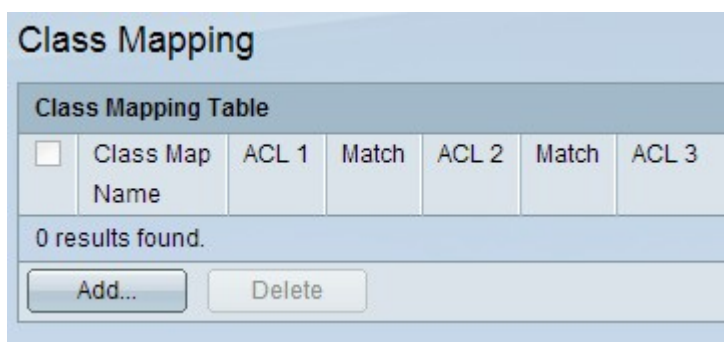 Class Mapping
Class Mapping Table
Class Map Name ACL 1 Match ACL 2 Match ACL 3
0 results found.
Add... Delete